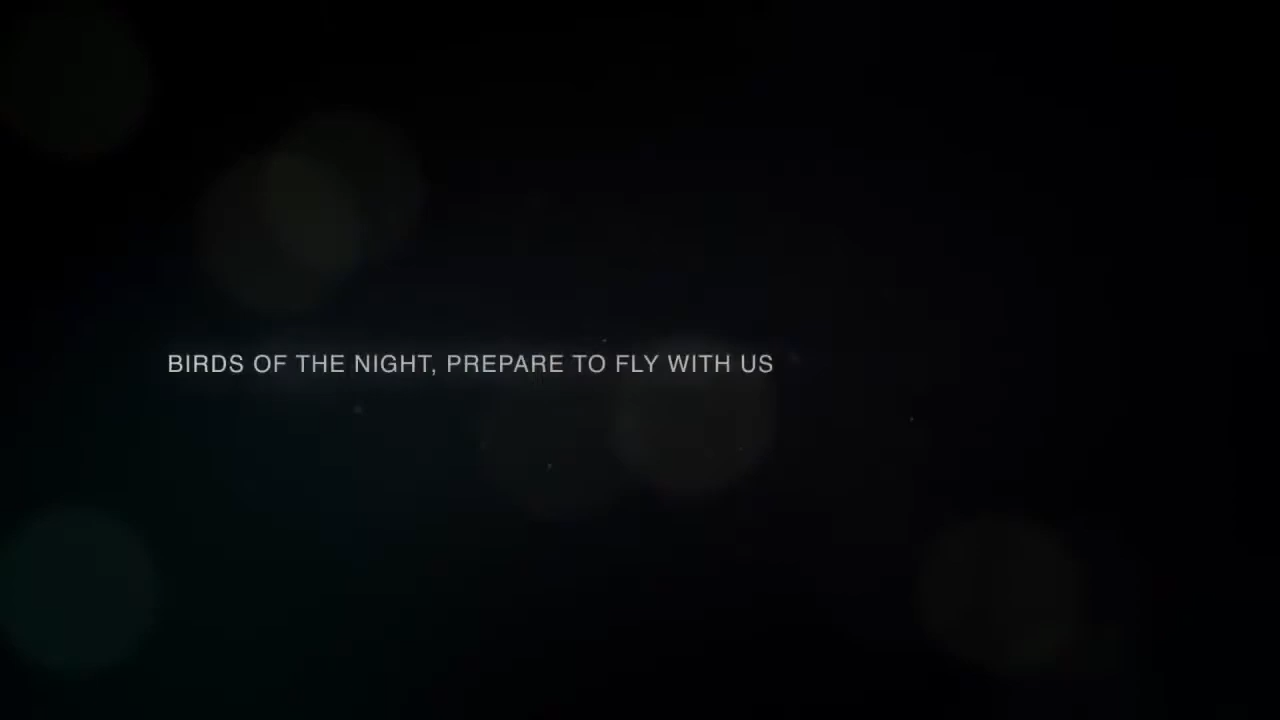 BIRDS OF THE NIGHT, PREPARE TO FLY WITH US